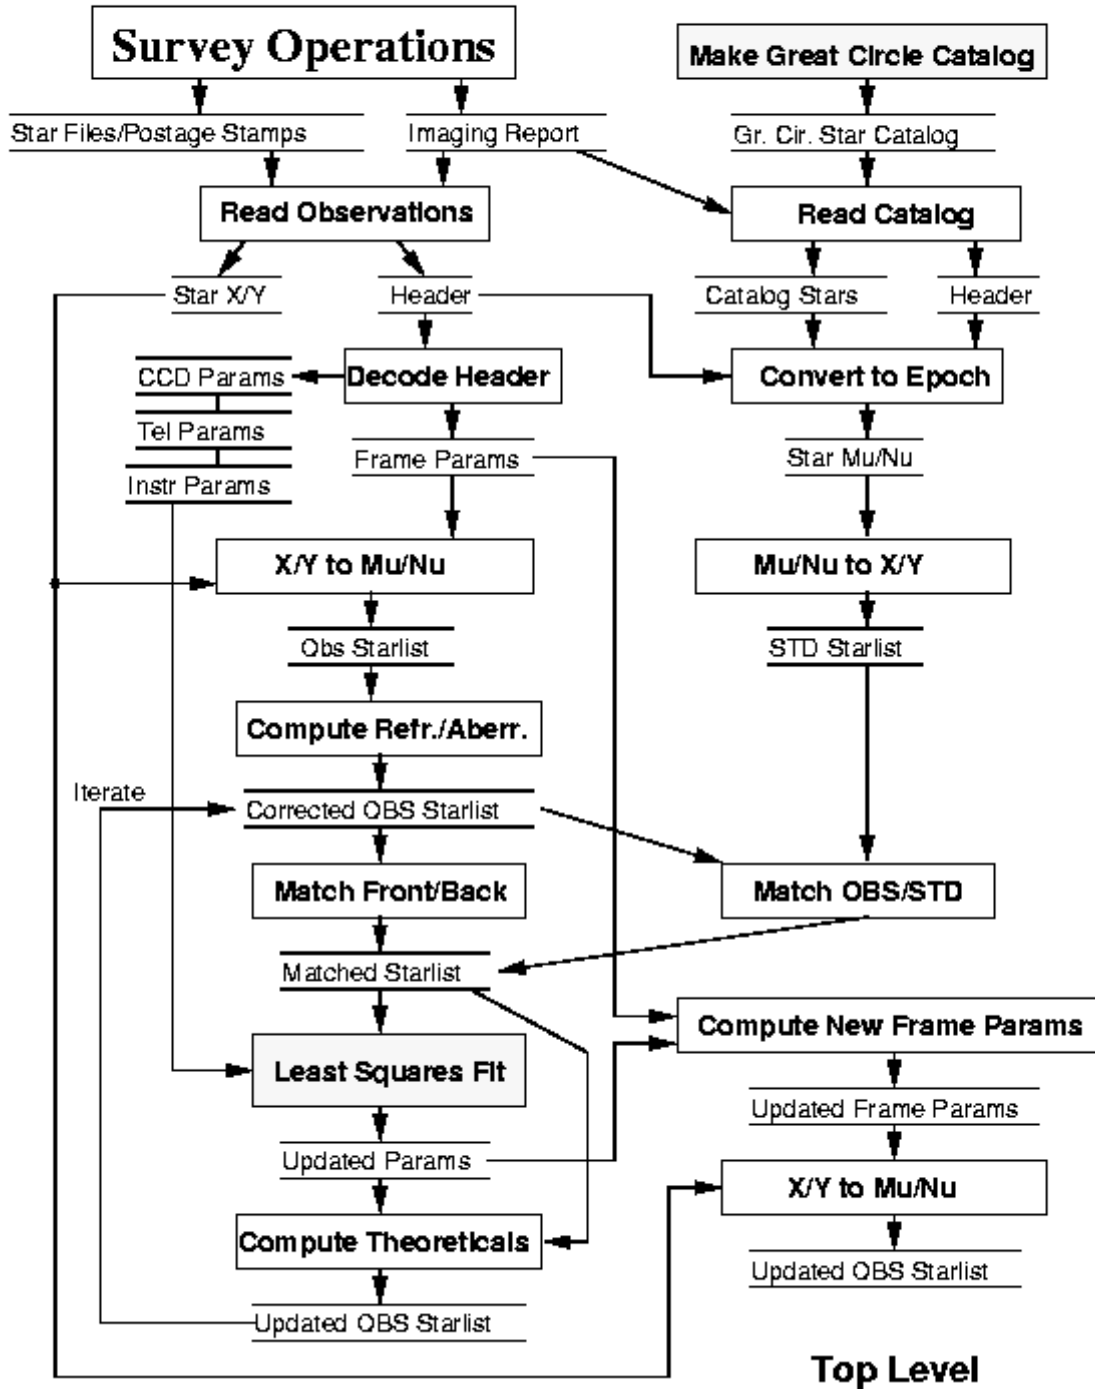 Survey Operations
Make Great Circle Catalog
Star Files/Postage Stamps
Imaging Report
Gr. Cir. Star Catalog
Read Observations
Read Catalog
Star X/Y
Header
Catalog Stars
Header
CCD Params
Decode Header
Convert to Epoch
Tel Params
Frame Params
Star Mu/Nu
Instr Params
X/Y to Mu/Nu
Mu/Nu to X/Y
Obs Starlist
STD Starlist
Compute Refr./Aberr.
Iterate
Corrected OBS Starlist
Match Front/Back
Match OBS/STD
Matched Starlist
Compute New Frame Params
Least Squares Fit
Updated Frame Params
Updated Params
X/Y to Mu/Nu
Compute Theoreticals
Updated OBS Starlist
Updated OBS Starlist
Top Level